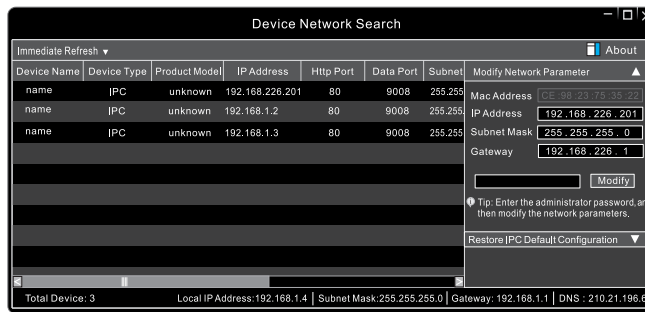 Device Network Search
Immediate Refresh ▼ About
Device Name Device Type Product Model IP Address Http Port Data Port Subnet
name IPC unknown 192.168.226.201 80 9008 255.255
name IPC unknown 192.168.1.2 80 9008 255.255.
name IPC unknown 192.168.1.3 80 9008 255.255
Modify Network Parameter ▲
Mac Address CE:98:23:75:35:22
IP Address 192.168.226.201
Subnet Mask 255.255.255. 0
Gateway 192.168.226. 1
Modify
Tip: Enter the administrator password, an
then modify the network parameters.
Restore IPC Default Configuration ▼
Total Device: 3 Local IP Address:192.168.1.4 Subnet Mask:255.255.255.0 Gateway: 192.168.1.1 DNS : 210.21.196.6